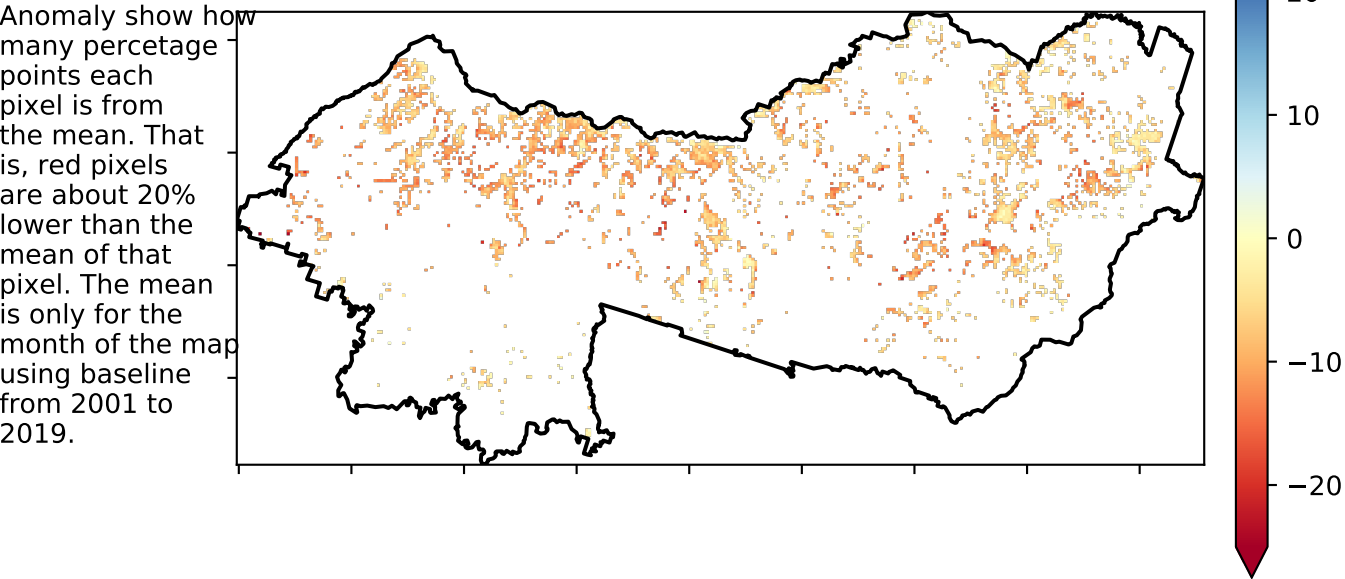 Anomaly show how
many percetage
points each
pixel is from
the mean. That
is, red pixels
are about 20%
lower than the
mean of that
pixel. The mean
is only for the
month of the map
using baseline
from 2001 to
2019.
10
0
−10
−20